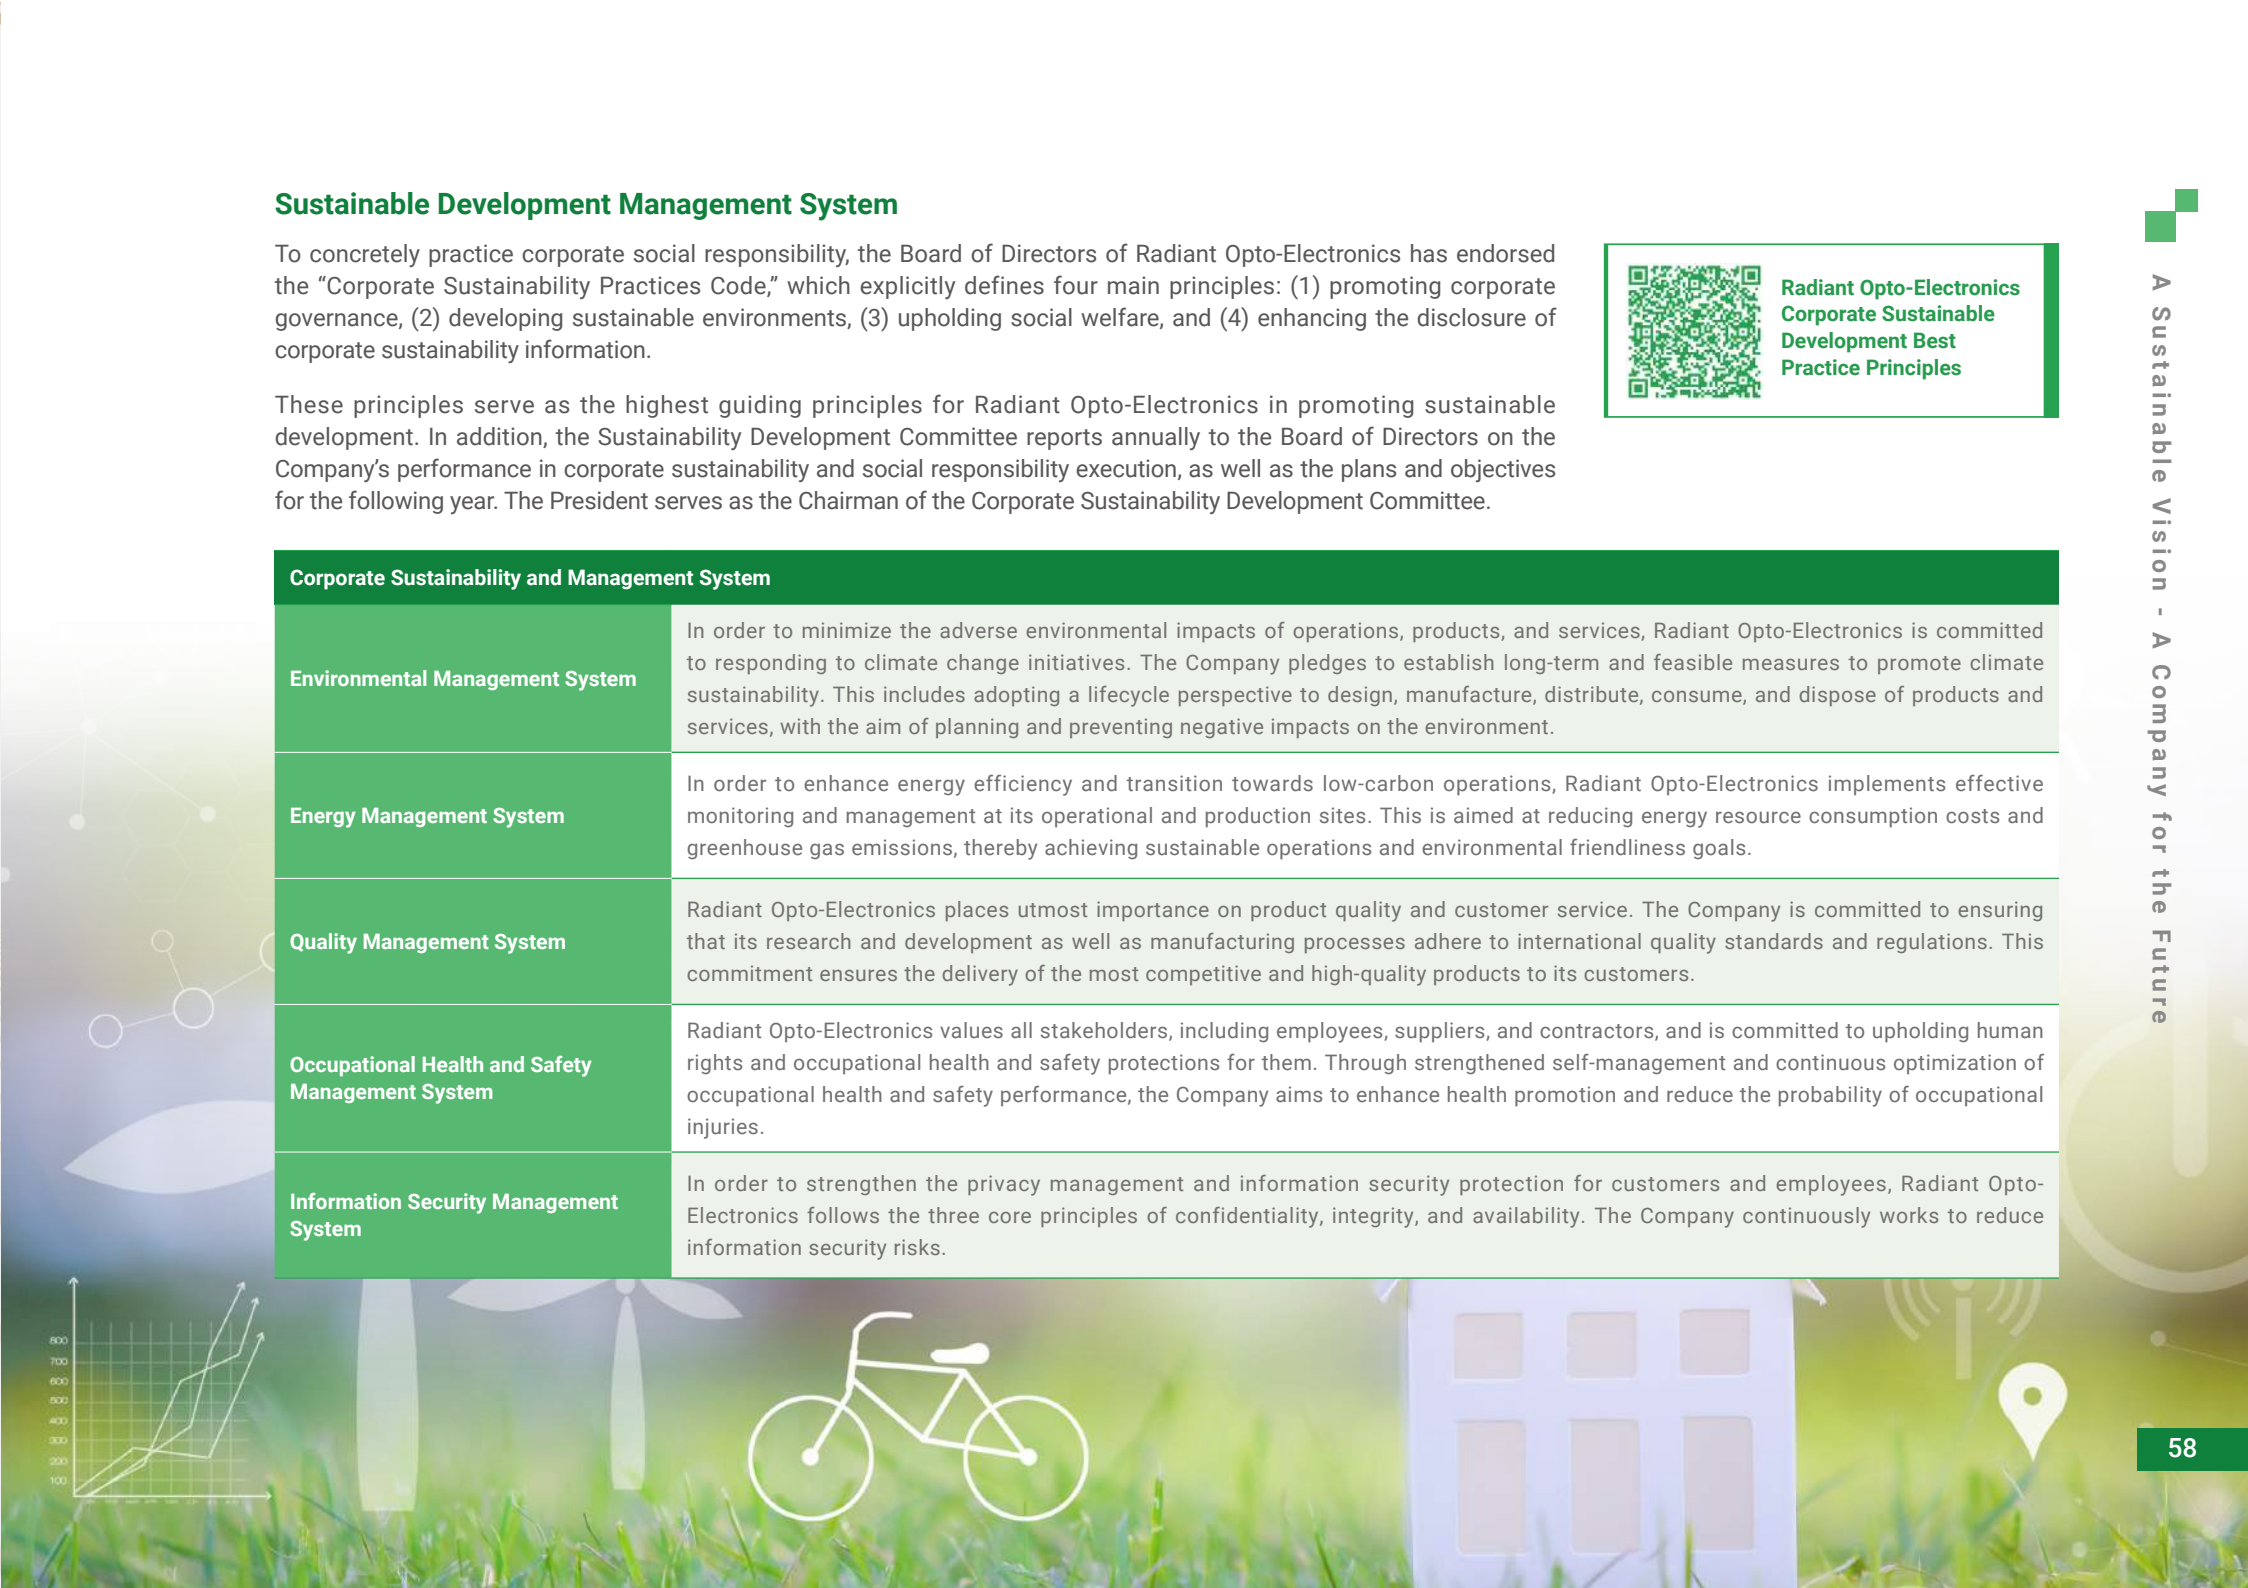 Sustainable Development Management System
To concretely practice corporate social responsibility, the Board of Directors of Radiant Opto-Electronics has endorsed
the “Corporate Sustainability Practices Code,” which explicitly defines four main principles: (1) promoting corporate
governance, (2) developing sustainable environments, (3) upholding social welfare, and (4) enhancing the disclosure of
corporate sustainability information.
These principles serve as the highest guiding principles for Radiant Opto-Electronics in promoting sustainable
development. In addition, the Sustainability Development Committee reports annually to the Board of Directors on the
Company’s performance in corporate sustainability and social responsibility execution, as well as the plans and objectives
for the following year. The President serves as the Chairman of the Corporate Sustainability Development Committee.
Radiant Opto-Electronics
Corporate Sustainable
Development Best
Practice Principles
Corporate Sustainability and Management System
Environmental Management System
In order to minimize the adverse environmental impacts of operations, products, and services, Radiant Opto-Electronics is committed
to responding to climate change initiatives. The Company pledges to establish long-term and feasible measures to promote climate
sustainability. This includes adopting a lifecycle perspective to design, manufacture, distribute, consume, and dispose of products and
services, with the aim of planning and preventing negative impacts on the environment.
Energy Management System
In order to enhance energy efficiency and transition towards low-carbon operations, Radiant Opto-Electronics implements effective
monitoring and management at its operational and production sites. This is aimed at reducing energy resource consumption costs and
greenhouse gas emissions, thereby achieving sustainable operations and environmental friendliness goals.
Quality Management System
Radiant Opto-Electronics places utmost importance on product quality and customer service. The Company is committed to ensuring
that its research and development as well as manufacturing processes adhere to international quality standards and regulations. This
commitment ensures the delivery of the most competitive and high-quality products to its customers.
Occupational Health and Safety
Management System
Radiant Opto-Electronics values all stakeholders, including employees, suppliers, and contractors, and is committed to upholding human
rights and occupational health and safety protections for them. Through strengthened self-management and continuous optimization of
occupational health and safety performance, the Company aims to enhance health promotion and reduce the probability of occupational
injuries.
Information Security Management
System
In order to strengthen the privacy management and information security protection for customers and employees, Radiant Opto-
Electronics follows the three core principles of confidentiality, integrity, and availability. The Company continuously works to reduce
information security risks.
A Sustainable Vision - A Company for the Future
800
700
600
500
400
300
200
100
58